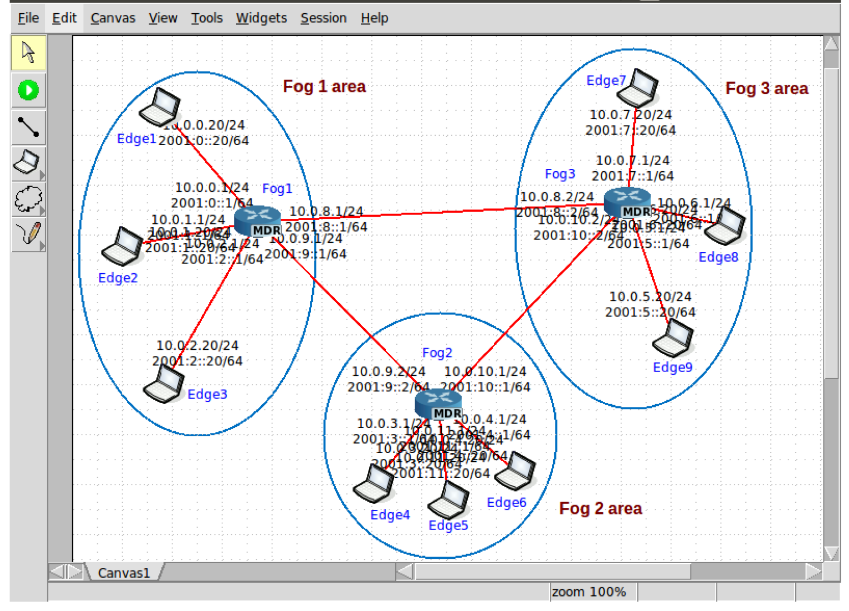 File Edit Canvas View Tools Widgets Session Help
Fog 1 area
Edge1
10.0.0.20/24
2001:0::20/64
10.0.0.1/24
2001:0::1/64
Fog1
MDR
10.0.8.1/24
2001:8::1/64
10.0.9.1/24
2001:9::1/64
10.0.1.1/24
10.0.2.1/24
2001:2::1/64
Edge2
10.0.2.20/24
2001:2::20/64
Edge3
Fog 3 area
Edge7
10.0.7.20/24
2001:7::20/64
10.0.7.1/24
2001:7::1/64
Fog3
MDR
10.0.8.2/24
2001:8::2/64
10.0.10.2/24
2001:10::2/64
10.0.6.1/24
2001:5::1/64
Edge8
10.0.5.20/24
2001:5::20/64
Edge9
Fog2
10.0.9.2/24
2001:9::2/64
10.0.10.1/24
2001:10::1/64
MDR
10.0.3.1/24
10.0.4.1/24
2001:11::20/64
Edge4
Edge5
Edge6
Fog 2 area
Canvas1
zoom 100%